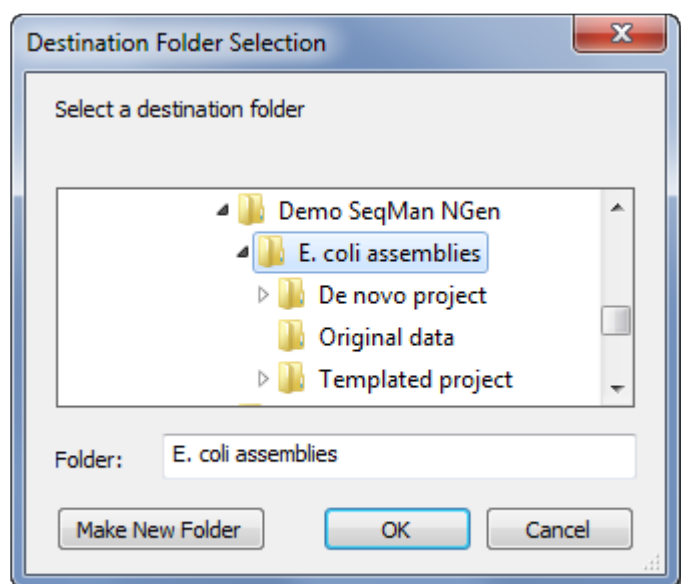 Destination Folder Selection
Select a destination folder
Demo SeqMan NGen
E. coli assemblies
De novo project
Original data
Templated project
Folder: E. coli assemblies
Make New Folder OK Cancel